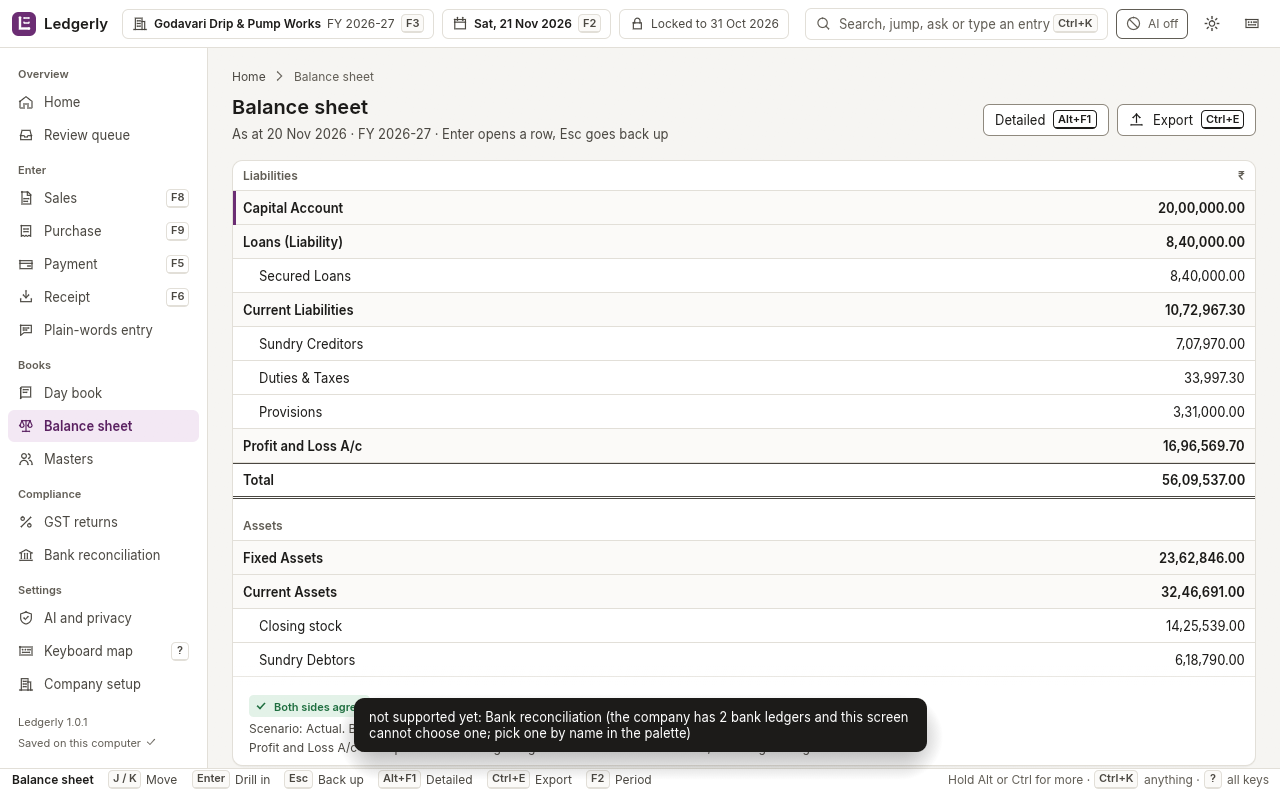 Ledgerly
Godavari Drip & Pump Works FY 2026-27 F3
Sat, 21 Nov 2026 F2
Locked to 31 Oct 2026
Search, jump, ask or type an entry Ctrl+K
AI off
Overview
Home
Review queue
Enter
Sales F8
Purchase F9
Payment F5
Receipt F6
Plain-words entry
Books
Day book
Balance sheet
Masters
Compliance
GST returns
Bank reconciliation
Settings
AI and privacy
Keyboard map ?
Company setup
Ledgerly 1.0.1
Saved on this computer
Home > Balance sheet
Balance sheet
As at 20 Nov 2026 · FY 2026-27 · Enter opens a row, Esc goes back up
Detailed Alt+F1
Export Ctrl+E
Liabilities ₹
Capital Account 20,00,000.00
Loans (Liability) 8,40,000.00
Secured Loans 8,40,000.00
Current Liabilities 10,72,967.30
Sundry Creditors 7,07,970.00
Duties & Taxes 33,997.30
Provisions 3,31,000.00
Profit and Loss A/c 16,96,569.70
Total 56,09,537.00
Assets
Fixed Assets 23,62,846.00
Current Assets 32,46,691.00
Closing stock 14,25,539.00
Sundry Debtors 6,18,790.00
Both sides agre
Scenario: Actual.
Profit and Loss A/c
not supported yet: Bank reconciliation (the company has 2 bank ledgers and this screen
cannot choose one; pick one by name in the palette)
Balance sheet J / K Move Enter Drill in Esc Back up Alt+F1 Detailed Ctrl+E Export F2 Period
Hold Alt or Ctrl for more · Ctrl+K anything · ? all keys